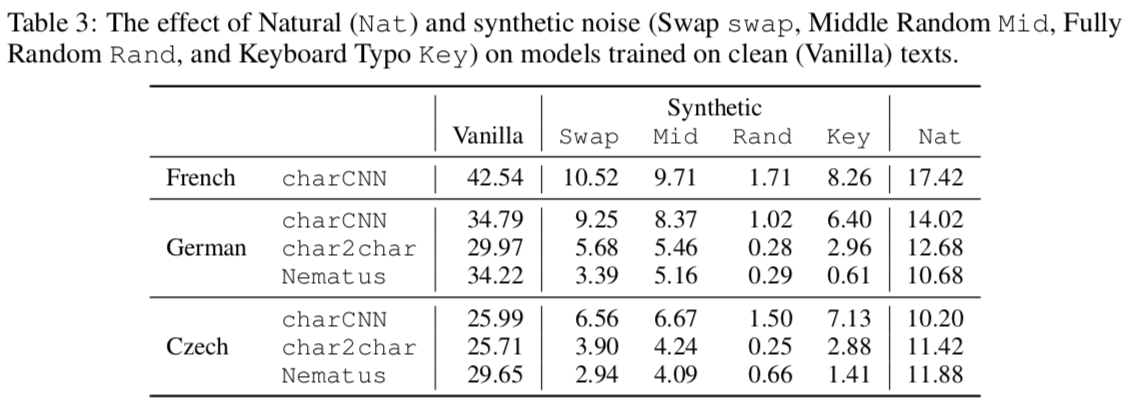 Table 3: The effect of Natural (Nat) and synthetic noise (Swap swap, Middle Random Mid, Fully
Random Rand, and Keyboard Typo Key) on models trained on clean (Vanilla) texts.
Synthetic
Vanilla Swap Mid Rand Key Nat
French charCNN 42.54 10.52 9.71 1.71 8.26 17.42
charCNN 34.79 9.25 8.37 1.02 6.40 14.02
German char2char 29.97 5.68 5.46 0.28 2.96 12.68
Nematus 34.22 3.39 5.16 0.29 0.61 10.68
charCNN 25.99 6.56 6.67 1.50 7.13 10.20
Czech char2char 25.71 3.90 4.24 0.25 2.88 11.42
Nematus 29.65 2.94 4.09 0.66 1.41 11.88